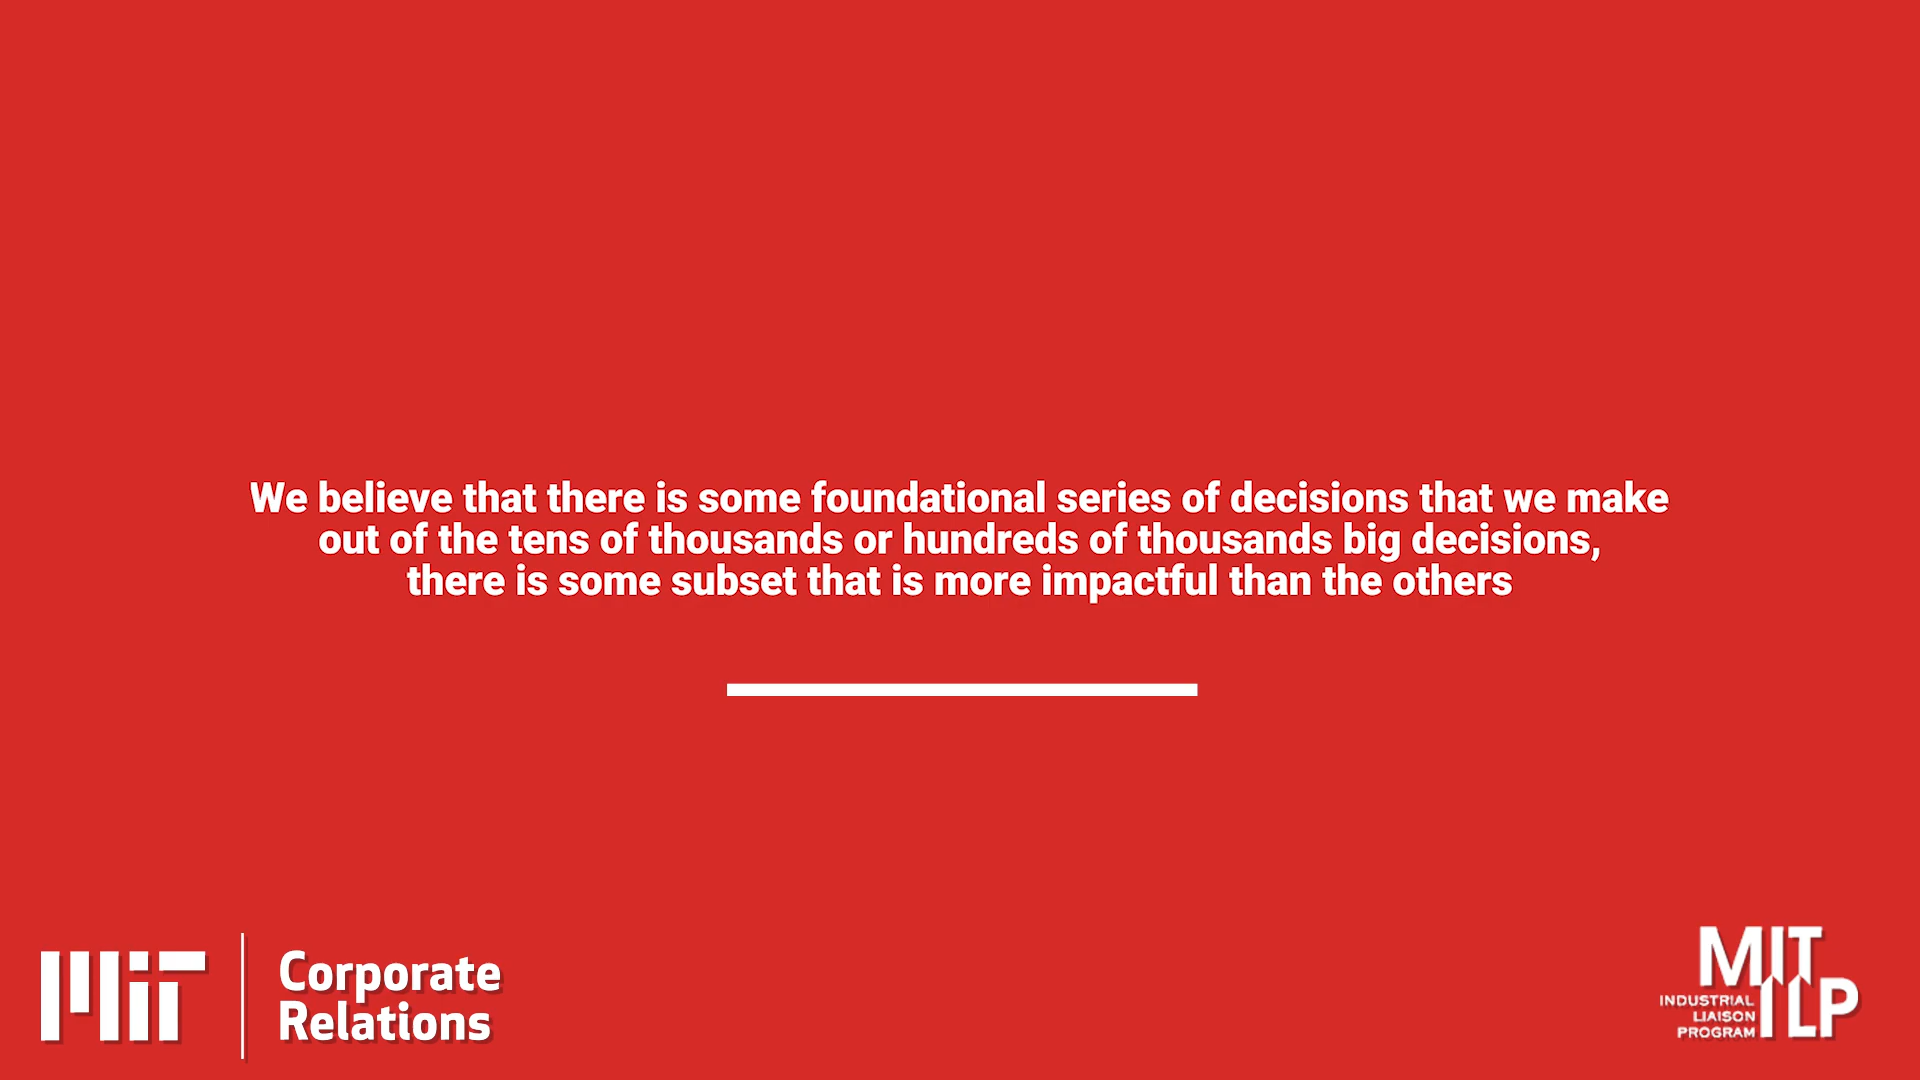 We believe that there is some foundational series of decisions that we make
out of the tens of thousands or hundreds of thousands big decisions,
there is some subset that is more impactful than the others
MIT
Corporate
Relations
MIT
ILP
INDUSTRIAL
LIAISON
PROGRAM